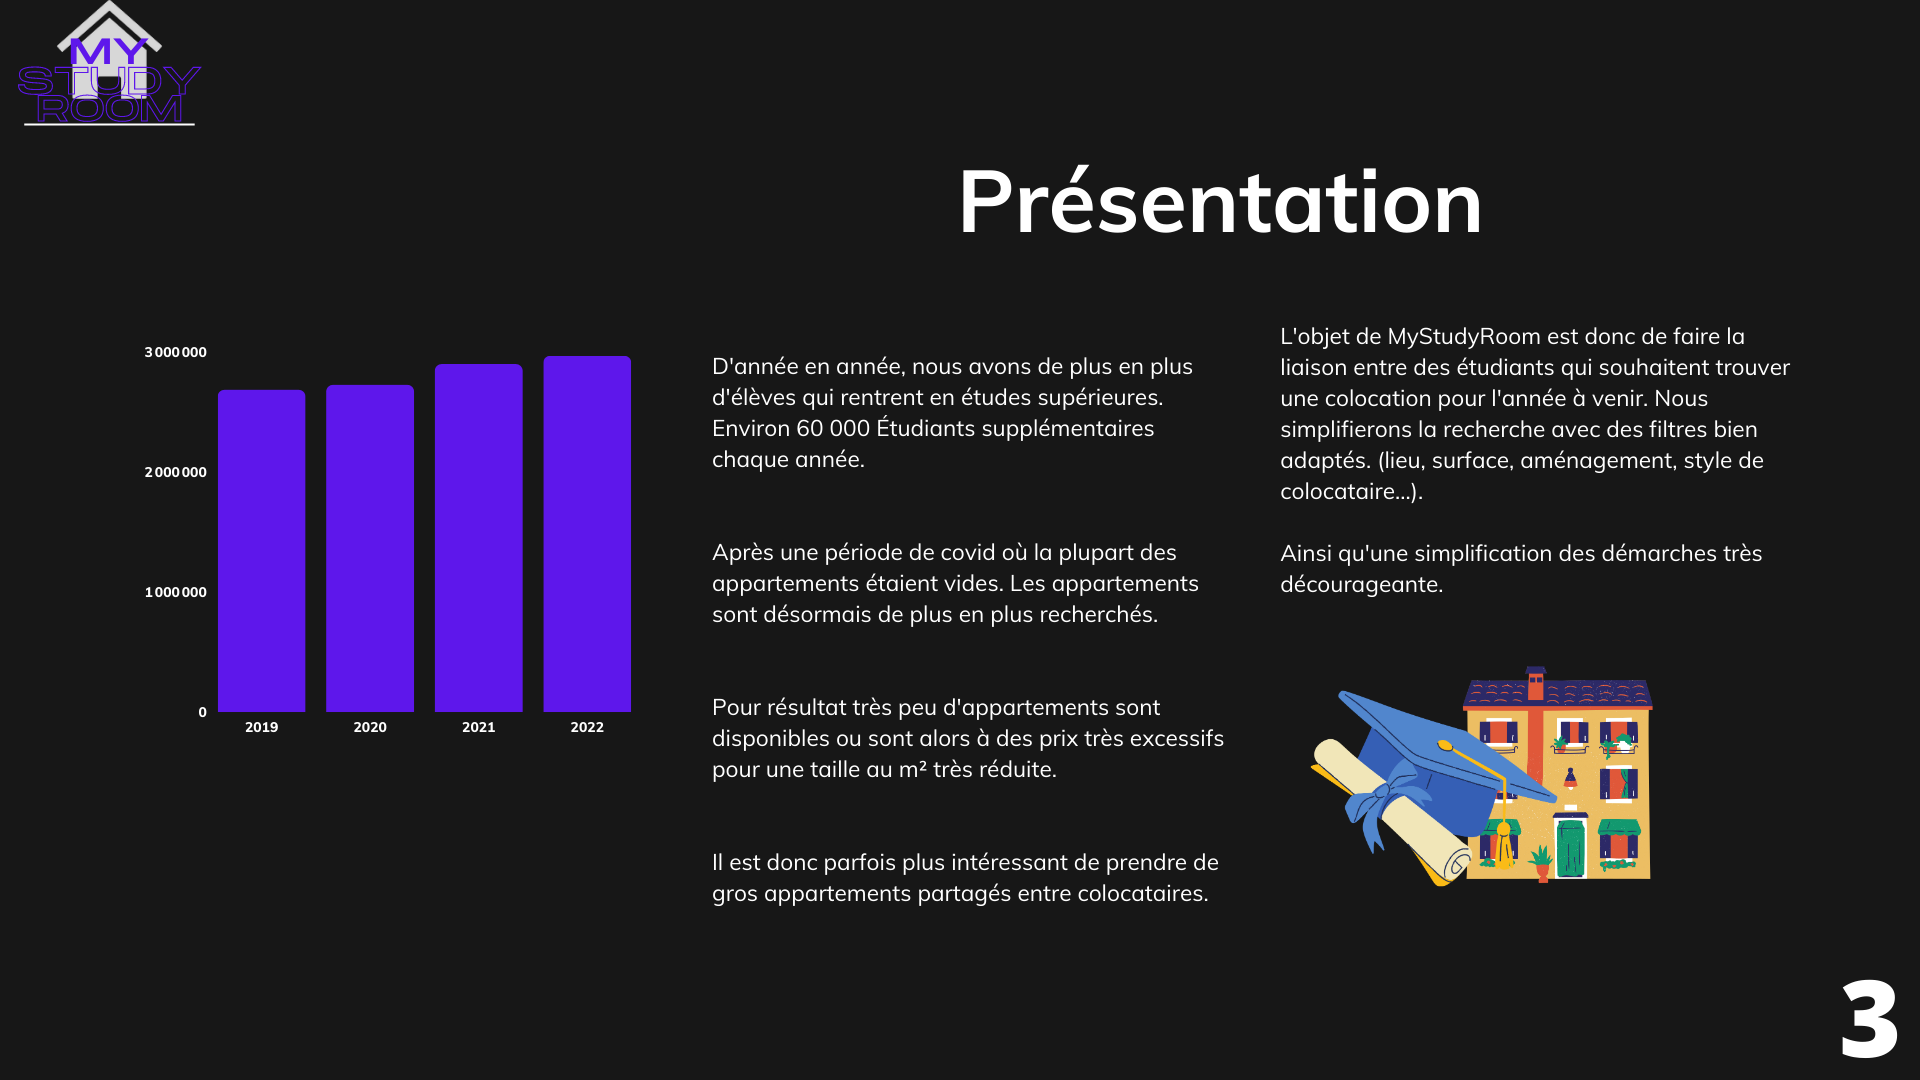 MY
STUDY
ROOM
Présentation
3 000 000
2 000 000
1 000 000
0
2019
2020
2021
2022
D'année en année, nous avons de plus en plus
d'élèves qui rentrent en études supérieures.
Environ 60 000 Étudiants supplémentaires
chaque année.
Après une période de covid où la plupart des
appartements étaient vides. Les appartements
sont désormais de plus en plus recherchés.
Pour résultat très peu d'appartements sont
disponibles ou sont alors à des prix très excessifs
pour une taille au m² très réduite.
Il est donc parfois plus intéressant de prendre de
gros appartements partagés entre colocataires.
L'objet de MyStudyRoom est donc de faire la
liaison entre des étudiants qui souhaitent trouver
une colocation pour l'année à venir. Nous
simplifierons la recherche avec des filtres bien
adaptés. (lieu, surface, aménagement, style de
colocataire...).
Ainsi qu'une simplification des démarches très
décourageante.
3